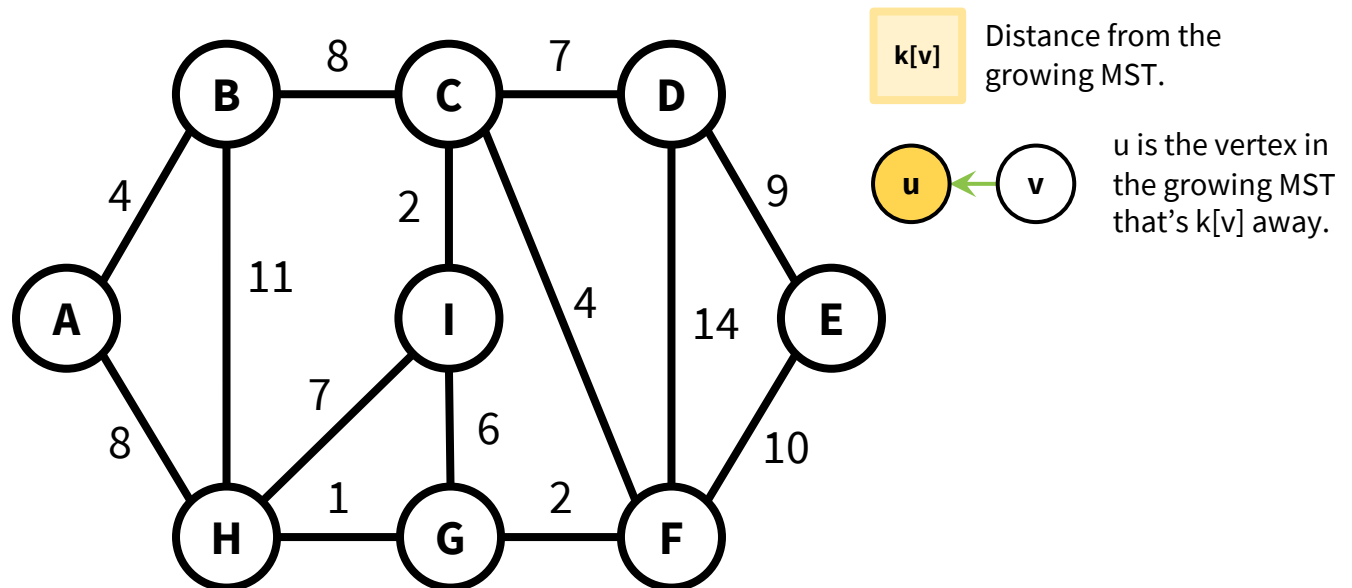 8
7
B
C
D
4
2
9
11
A
I
4
14
E
7
6
8
10
1
2
H
G
F
k[v]
Distance from the
growing MST.
u
v
u is the vertex in
the growing MST
that’s k[v] away.